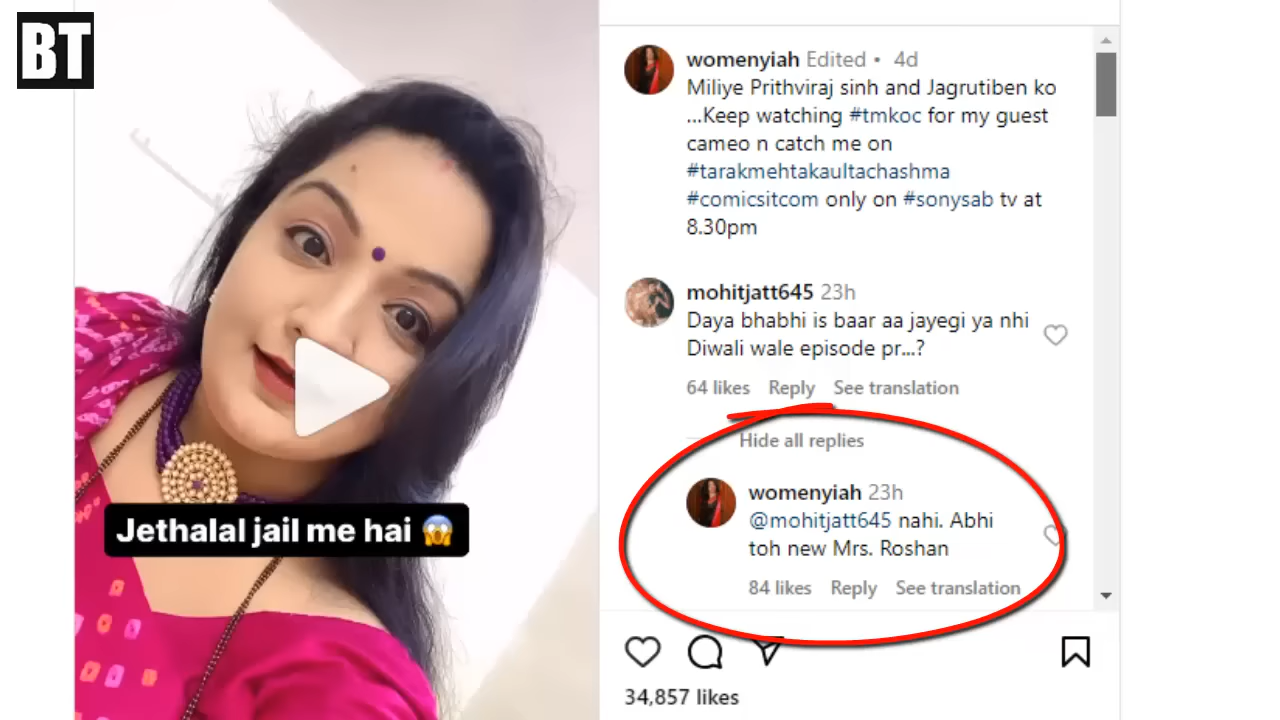 BT
Jethalal jail me hai 😱
womenyiah Edited • 4d
Miliye Prithviraj sinh and Jagrutiben ko
...Keep watching #tmkoc for my guest
cameo n catch me on
#tarakmehtakaultachashma
#comicsitcom only on #sonysab tv at
8.30pm
mohitjatt645 23h
Daya bhabhi is baar aa jayegi ya nhi
Diwali wale episode pr...?
64 likes Reply See translation
Hide all replies
womenyiah 23h
@mohitjatt645 nahi. Abhi
toh new Mrs. Roshan
84 likes Reply See translation
34,857 likes